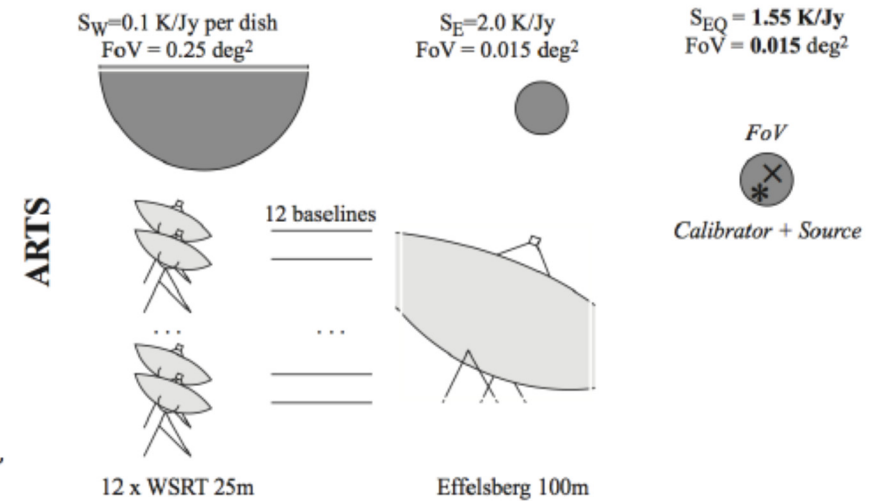 S_W=0.1 K/Jy per dish
FoV = 0.25 deg²
S_E=2.0 K/Jy
FoV = 0.015 deg²
S_EQ = 1.55 K/Jy
FoV = 0.015 deg²
FoV
Calibrator + Source
ARTS
12 baselines
...
...
12 x WSRT 25m
Effelsberg 100m